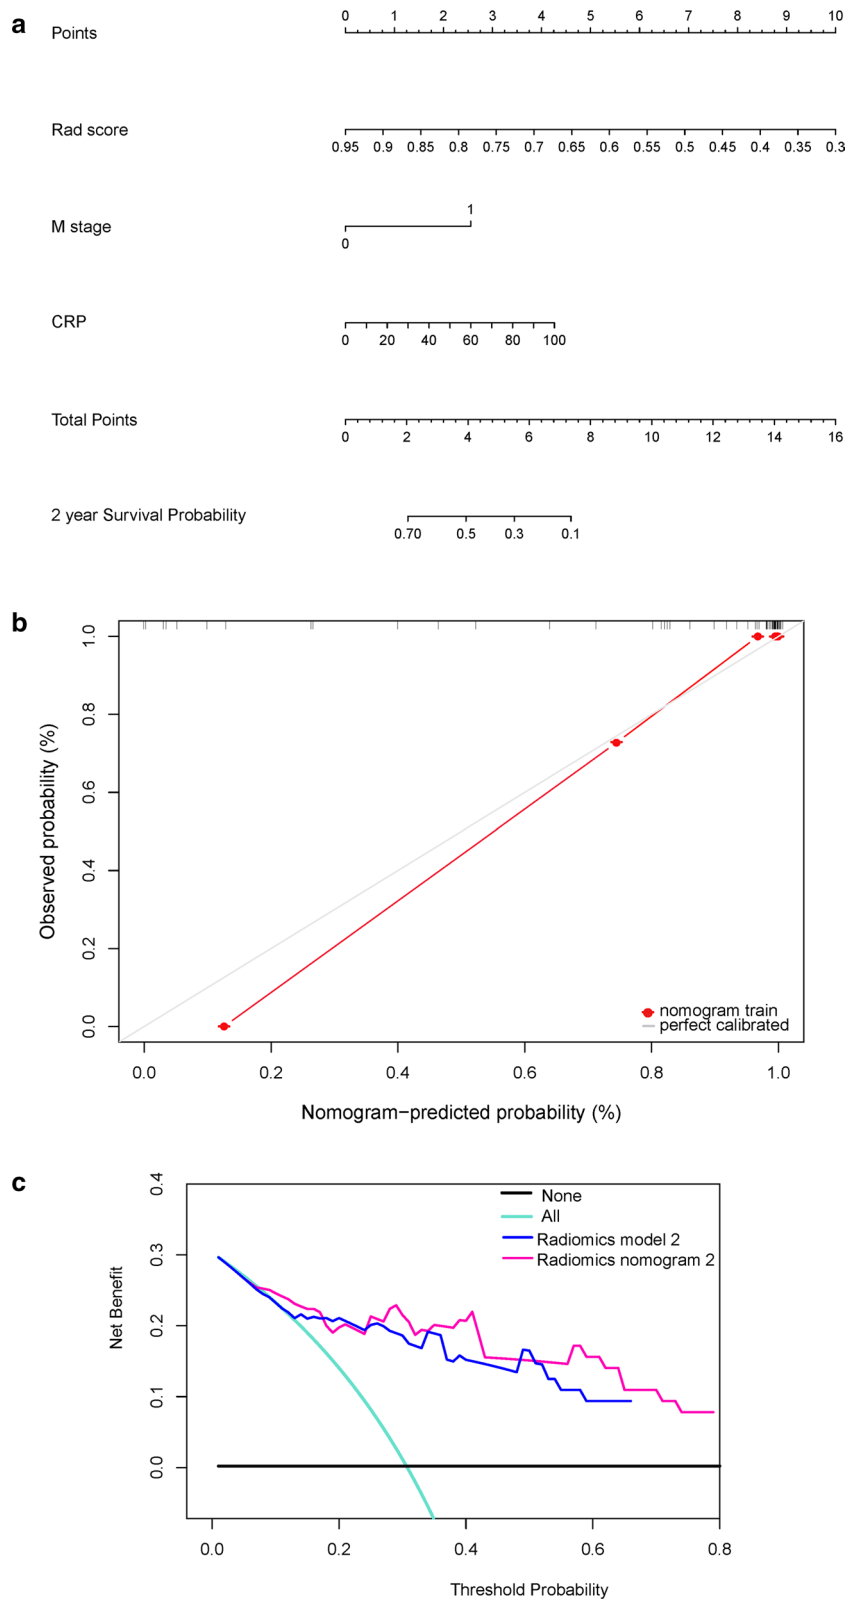 a
Points
0 1 2 3 4 5 6 7 8 9 10
Rad score
0.95 0.9 0.85 0.8 0.75 0.7 0.65 0.6 0.55 0.5 0.45 0.4 0.35 0.3
M stage
1
0
CRP
0 20 40 60 80 100
Total Points
0 2 4 6 8 10 12 14 16
2 year Survival Probability
0.70 0.5 0.3 0.1
b
Observed probability (%)
1.0
0.8
0.6
0.4
0.2
0.0
nomogram train
perfect calibrated
0.0 0.2 0.4 0.6 0.8 1.0
Nomogram−predicted probability (%)
c
Net Benefit
0.4
0.3
0.2
0.1
0.0
None
All
Radiomics model 2
Radiomics nomogram 2
0.0 0.2 0.4 0.6 0.8
Threshold Probability